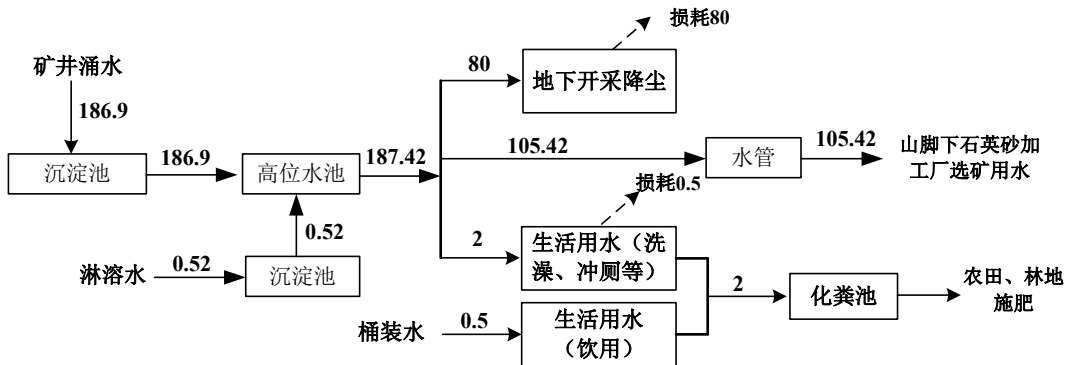 损耗80
矿井涌水
80
地下开采降尘
186.9
沉淀池
186.9
高位水池
187.42
105.42
水管
105.42
山脚下石英砂加
工厂选矿用水
损耗0.5
0.52
2
生活用水（洗
澡、冲厕等）
淋溶水
0.52
沉淀池
2
化粪池
农田、林地
施肥
桶装水
0.5
生活用水
（饮用）